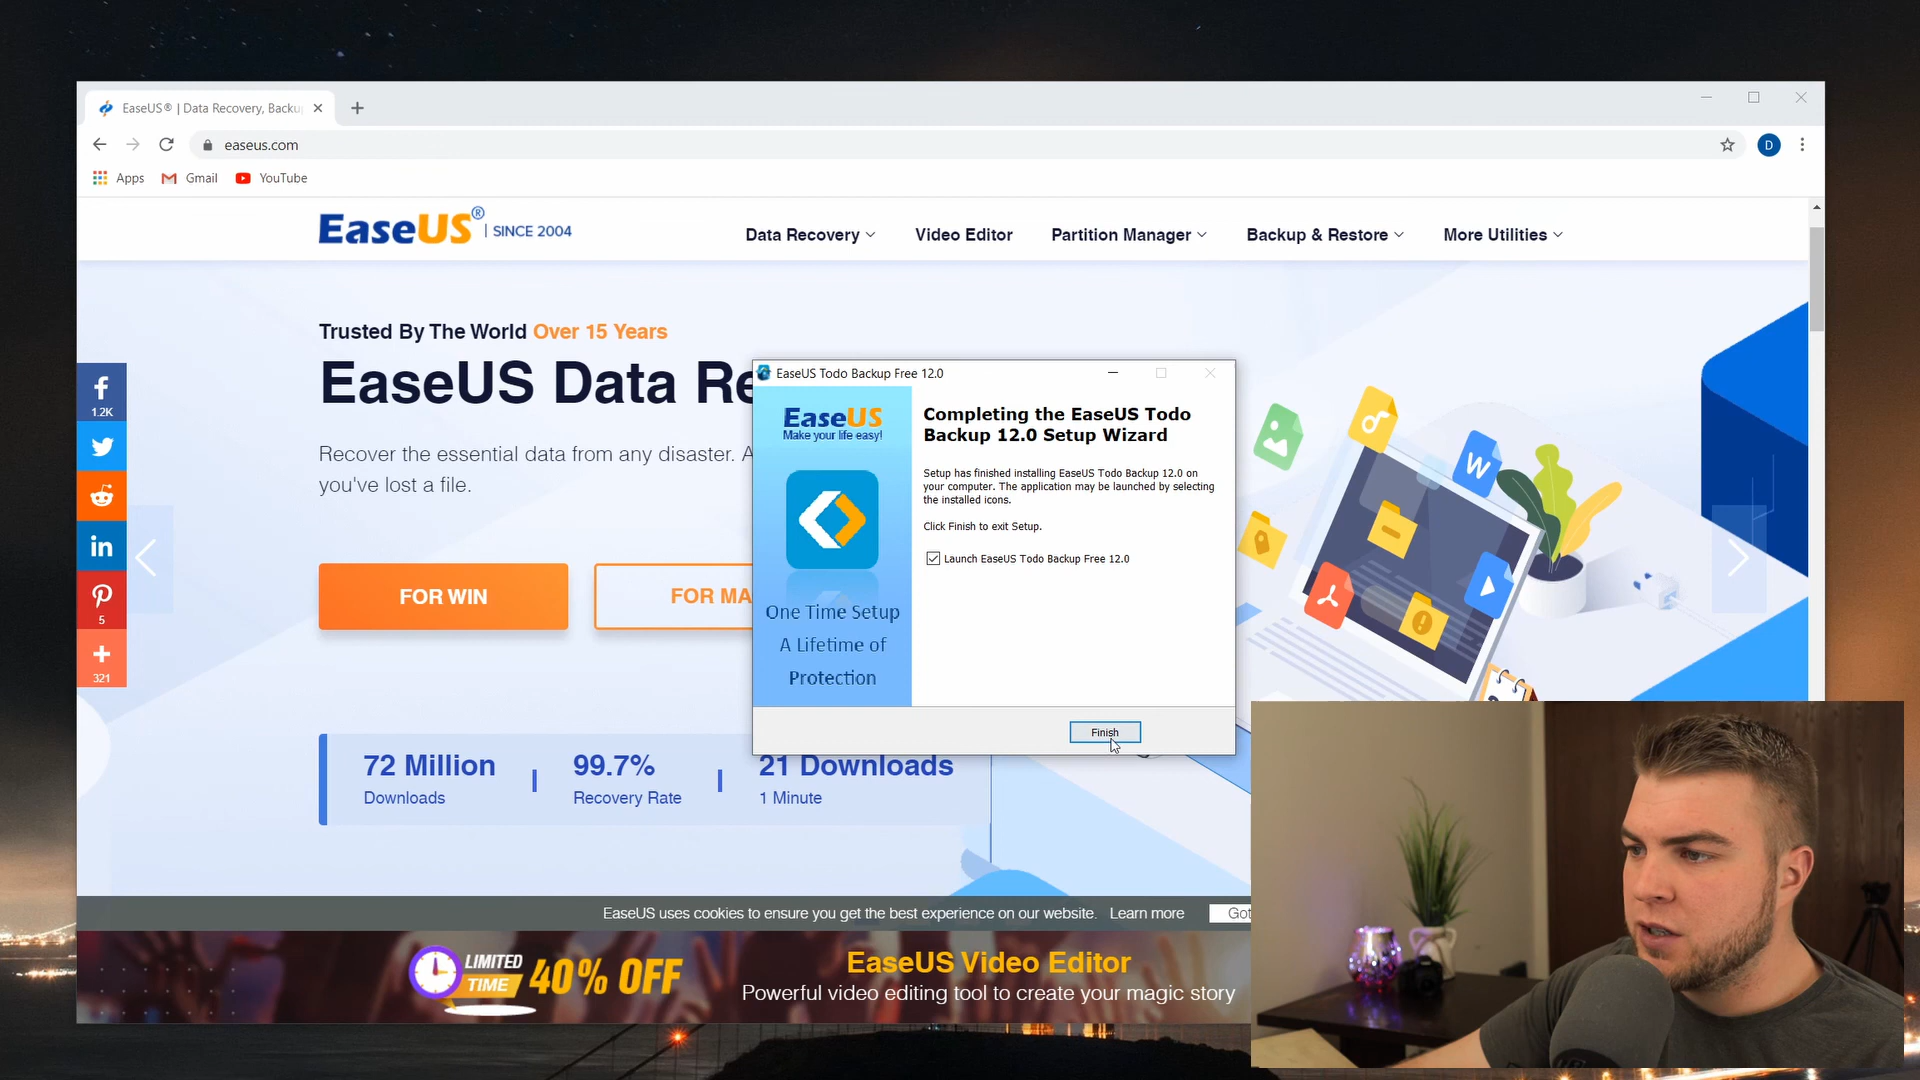 EaseUS® | Data Recovery, Backu
easeus.com
D
Apps
Gmail
YouTube
EaseUS®
SINCE 2004
Data Recovery
Video Editor
Partition Manager
Backup & Restore
More Utilities
Trusted By The World Over 15 Years
EaseUS Data Re
Recover the essential data from any disaster. A
you've lost a file.
FOR WIN
FOR MA
1.2K
5
321
72 Million
Downloads
99.7%
Recovery Rate
21 Downloads
1 Minute
EaseUS Todo Backup Free 12.0
EaseUS
Make your life easy!
One Time Setup
A Lifetime of
Protection
Completing the EaseUS Todo
Backup 12.0 Setup Wizard
Setup has finished installing EaseUS Todo Backup 12.0 on
your computer. The application may be launched by selecting
the installed icons.
Click Finish to exit Setup.
Launch EaseUS Todo Backup Free 12.0
Finish
W
EaseUS uses cookies to ensure you get the best experience on our website. Learn more
Got
LIMITED
TIME
40% OFF
EaseUS Video Editor
Powerful video editing tool to create your magic story